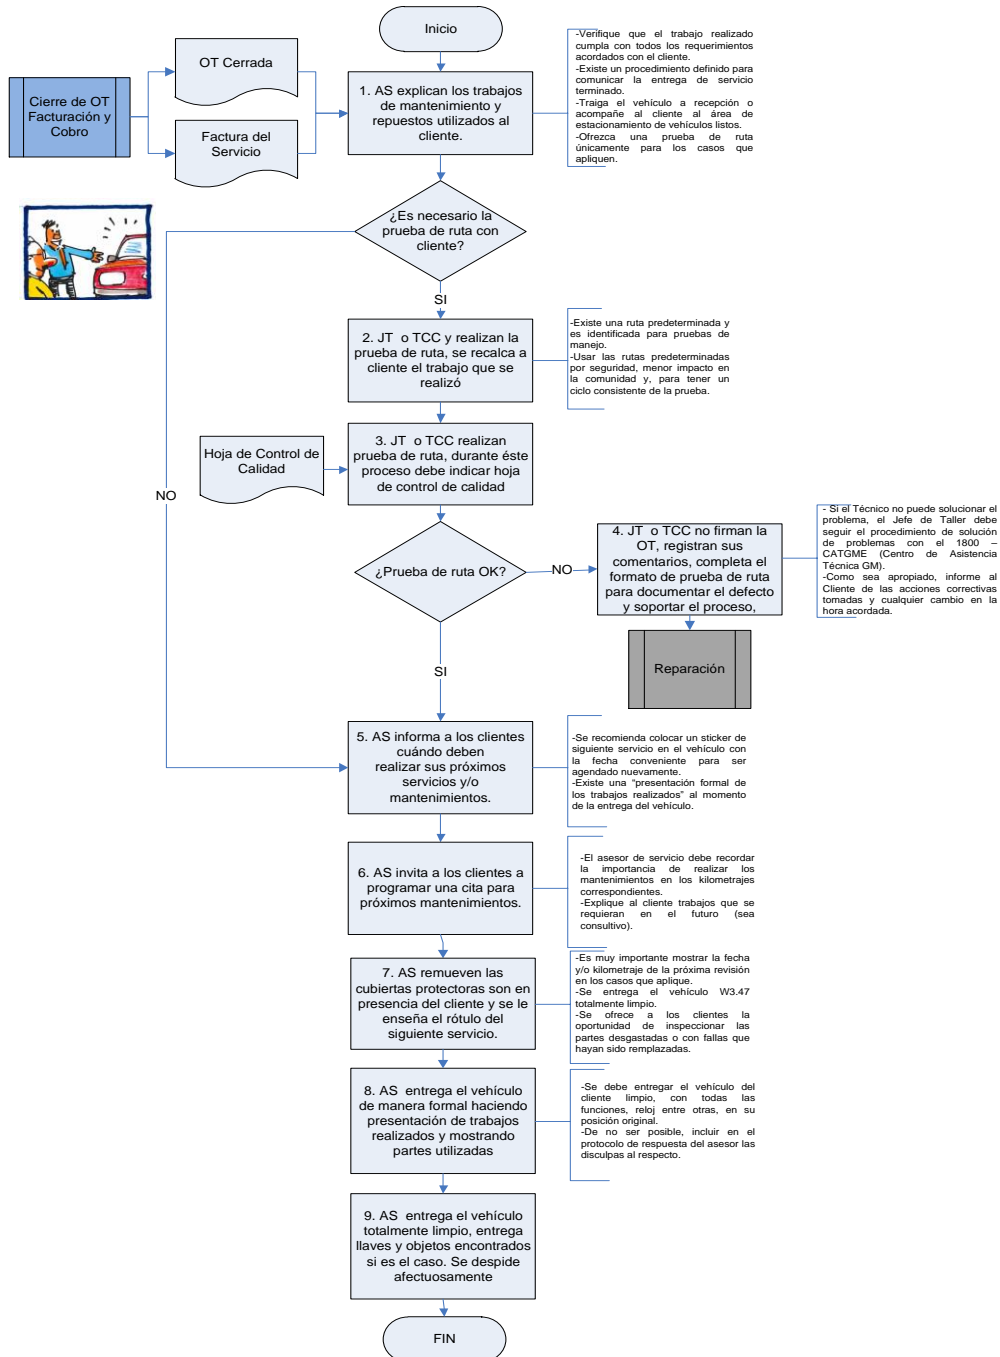 Inicio
-Verifique que el trabajo realizado
cumpla con todos los requerimientos
acordados con el cliente.
-Existe un procedimiento definido para
comunicar la entrega de servicio
terminado.
-Traiga el vehículo a recepción o
acompañe al cliente al área de
estacionamiento de vehículos listos.
-Ofrezca una prueba de ruta
únicamente para los casos que
apliquen.
OT Cerrada
Cierre de OT
Facturación y
Cobro
Factura del
Servicio
1. AS explican los trabajos
de mantenimiento y
repuestos utilizados al
cliente.
¿Es necesario la
prueba de ruta con
cliente?
SI
NO
2. JT o TCC y realizan la
prueba de ruta, se recalca a
cliente el trabajo que se
realizó
-Existe una ruta predeterminada y
es identificada para pruebas de
manejo.
-Usar las rutas predeterminadas
por seguridad, menor impacto en
la comunidad y, para tener un
ciclo consistente de la prueba.
Hoja de Control de
Calidad
3. JT o TCC realizan
prueba de ruta, durante éste
proceso debe indicar hoja
de control de calidad
¿Prueba de ruta OK?
NO
4. JT o TCC no firman la
OT, registran sus
comentarios, completa el
formato de prueba de ruta
para documentar el defecto
y soportar el proceso,
- Si el Técnico no puede solucionar el
problema, el Jefe de Taller debe
seguir el procedimiento de solución
de problemas con el 1800 –
CATGME (Centro de Asistencia
Técnica GM).
-Como sea apropiado, informe al
Cliente de las acciones correctivas
tomadas y cualquier cambio en la
hora acordada.
Reparación
SI
5. AS informa a los clientes
cuándo deben
realizar sus próximos
servicios y/o
mantenimientos.
-Se recomienda colocar un sticker de
siguiente servicio en el vehículo con
la fecha conveniente para ser
agendado nuevamente.
-Existe una “presentación formal de
los trabajos realizados” al momento
de la entrega del vehículo.
6. AS invita a los clientes a
programar una cita para
próximos mantenimientos.
-El asesor de servicio debe recordar
la importancia de realizar los
mantenimientos en los kilometrajes
correspondientes.
-Explique al cliente trabajos que se
requieran en el futuro (sea
consultivo).
7. AS remueven las
cubiertas protectoras son en
presencia del cliente y se le
enseña el rótulo del
siguiente servicio.
-Es muy importante mostrar la fecha
y/o kilometraje de la próxima revisión
en los casos que aplique.
-Se entrega el vehículo W3.47
totalmente limpio.
-Se ofrece a los clientes la
oportunidad de inspeccionar las
partes desgastadas o con fallas que
hayan sido remplazadas.
8. AS entrega el vehículo
de manera formal haciendo
presentación de trabajos
realizados y mostrando
partes utilizadas
-Se debe entregar el vehículo del
cliente limpio, con todas las
funciones, reloj entre otras, en su
posición original.
-De no ser posible, incluir en el
protocolo de respuesta del asesor las
disculpas al respecto.
9. AS entrega el vehículo
totalmente limpio, entrega
llaves y objetos encontrados
si es el caso. Se despide
afectuosamente
FIN